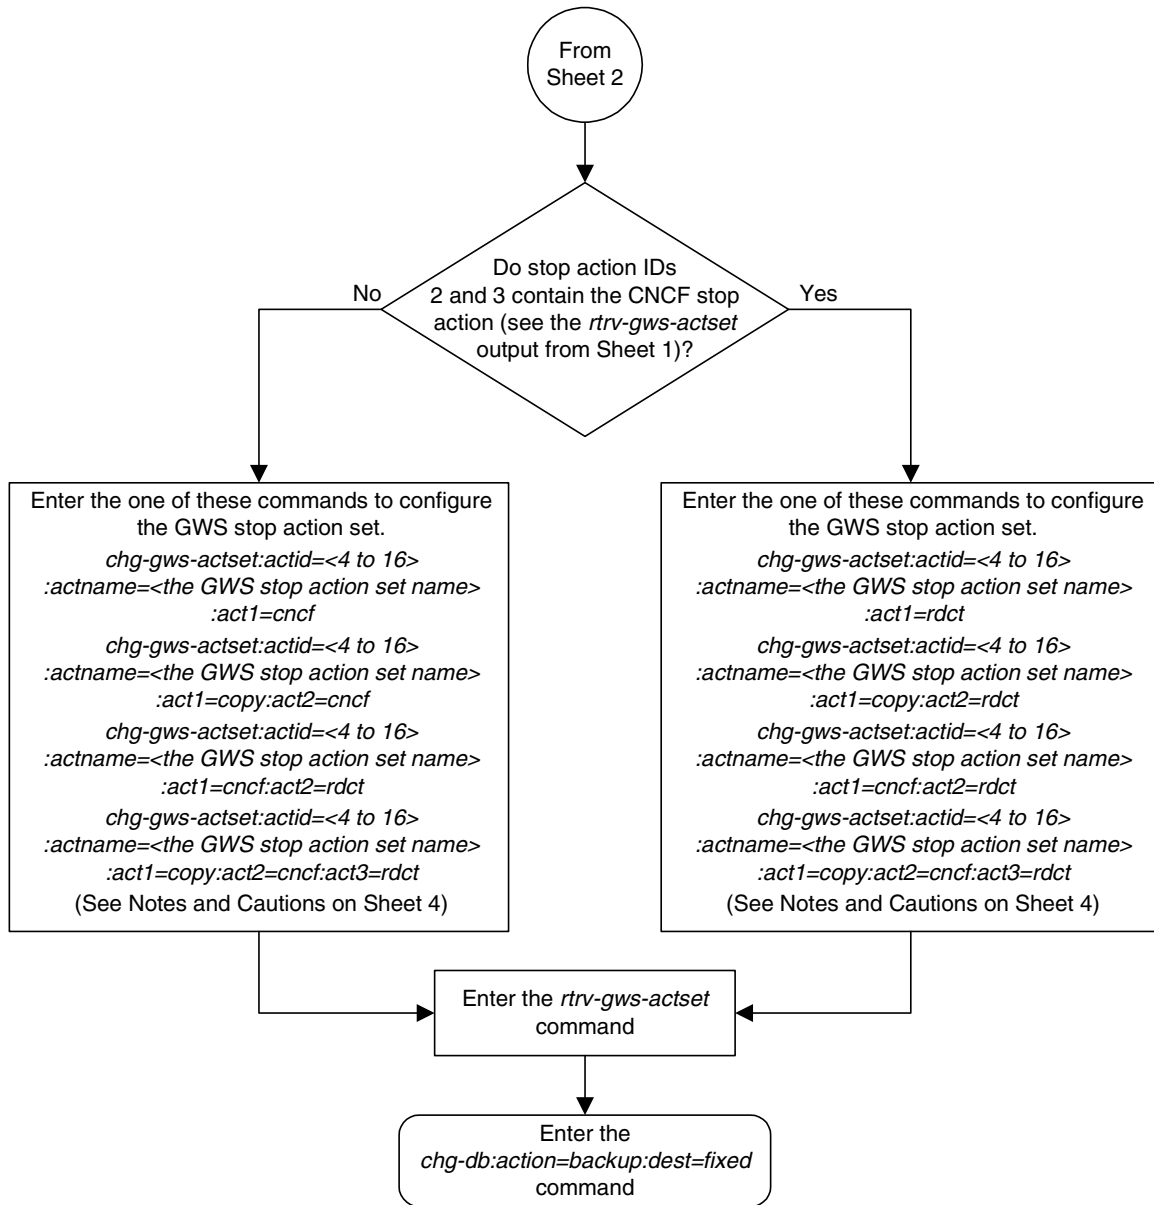 From
Sheet 2
Do stop action IDs
2 and 3 contain the CNCF stop
action (see the rtrv-gws-actset
output from Sheet 1)?
No
Yes
Enter the one of these commands to configure
the GWS stop action set.
chg-gws-actset:actid=<4 to 16>
:actname=<the GWS stop action set name>
:act1=cncf
chg-gws-actset:actid=<4 to 16>
:actname=<the GWS stop action set name>
:act1=copy:act2=cncf
chg-gws-actset:actid=<4 to 16>
:actname=<the GWS stop action set name>
:act1=cncf:act2=rdct
chg-gws-actset:actid=<4 to 16>
:actname=<the GWS stop action set name>
:act1=copy:act2=cncf:act3=rdct
(See Notes and Cautions on Sheet 4)
Enter the one of these commands to configure
the GWS stop action set.
chg-gws-actset:actid=<4 to 16>
:actname=<the GWS stop action set name>
:act1=rdct
chg-gws-actset:actid=<4 to 16>
:actname=<the GWS stop action set name>
:act1=copy:act2=rdct
chg-gws-actset:actid=<4 to 16>
:actname=<the GWS stop action set name>
:act1=cncf:act2=rdct
chg-gws-actset:actid=<4 to 16>
:actname=<the GWS stop action set name>
:act1=copy:act2=cncf:act3=rdct
(See Notes and Cautions on Sheet 4)
Enter the rtrv-gws-actset
command
Enter the
chg-db:action=backup:dest=fixed
command